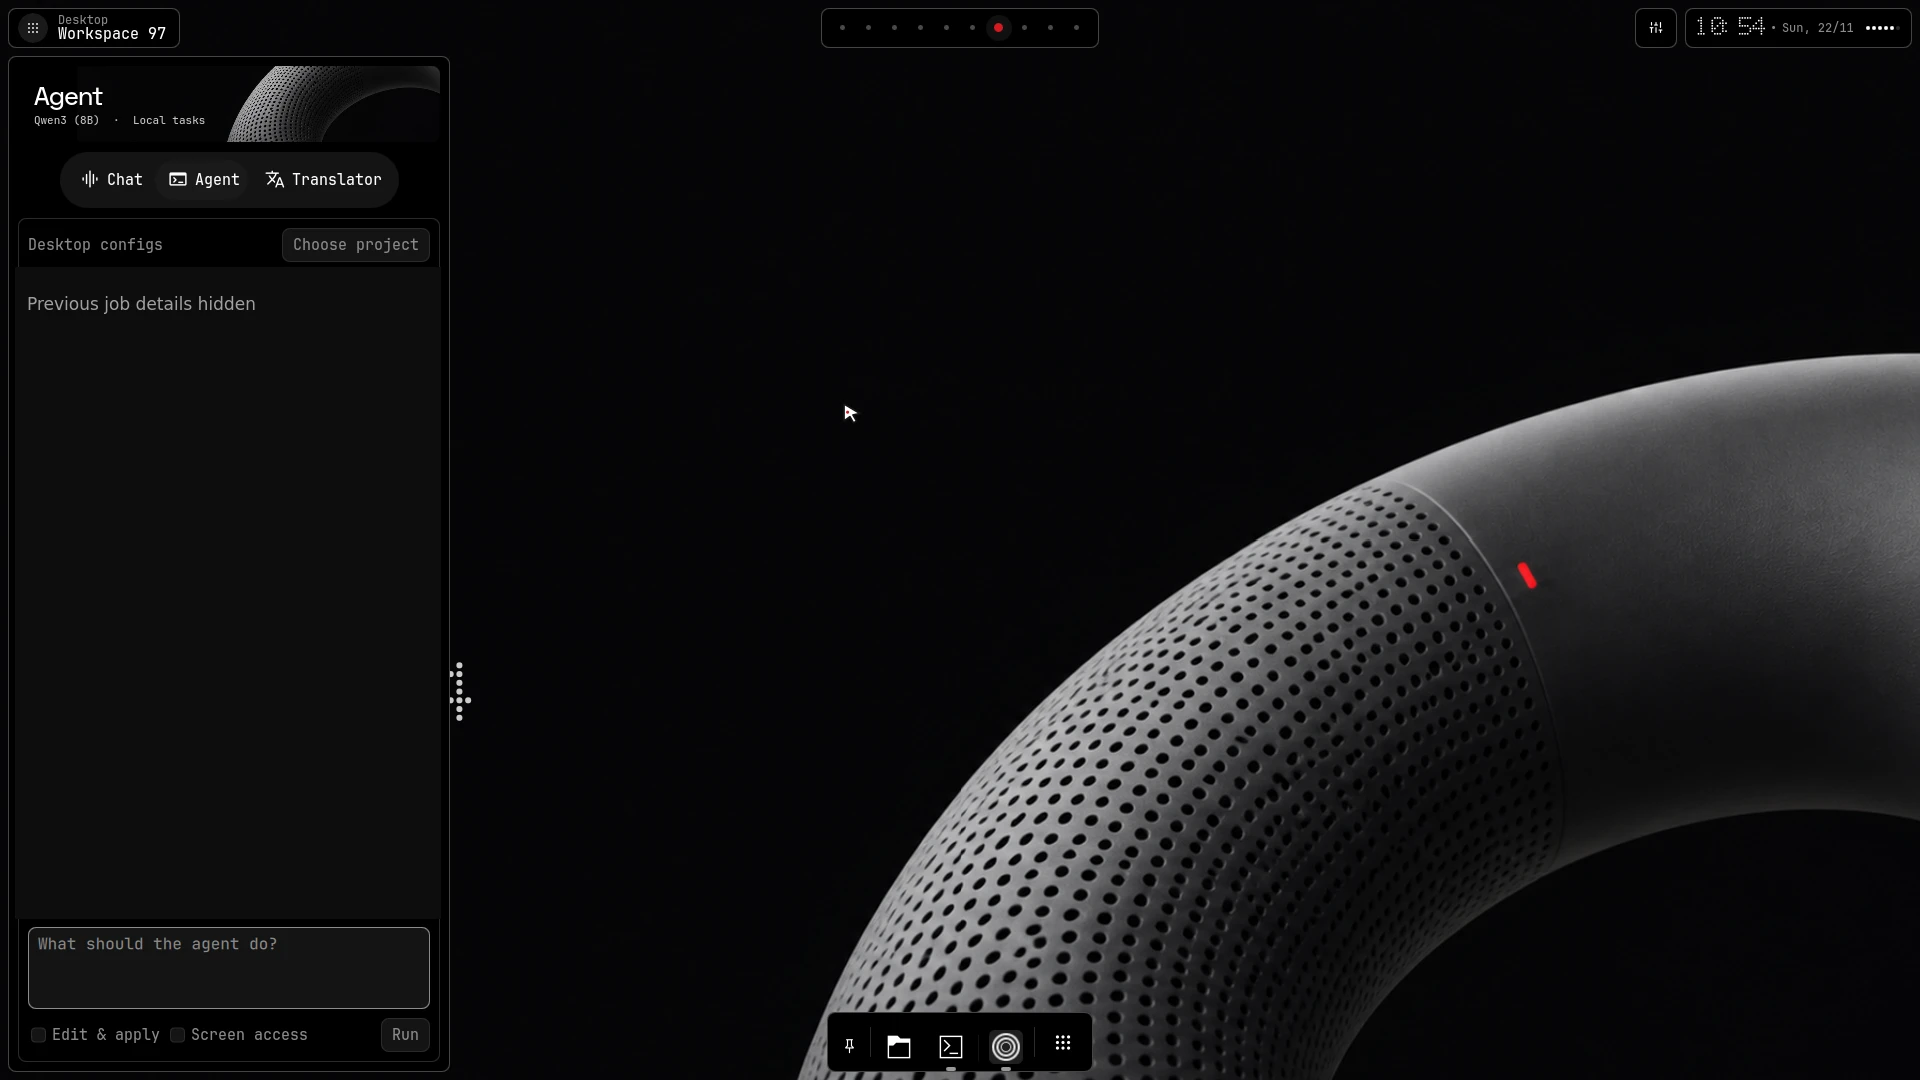 Desktop
Workspace 97
10:54 • Sun, 22/11
Agent
Qwen3 (8B) · Local tasks
Chat
Agent
Translator
Desktop configs
Choose project
Previous job details hidden
What should the agent do?
Edit & apply
Screen access
Run